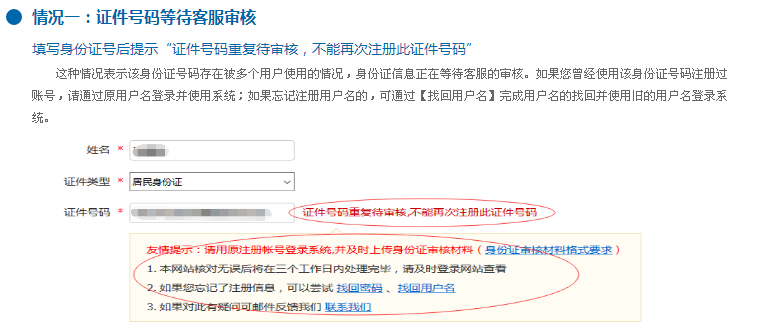 情况一：证件号码等待客服审核
填写身份证号后提示“证件号码重复待审核，不能再次注册此证件号码”
这种情况表示该身份证号码存在被多个用户使用的情况，身份证信息正在等待客服的审核。如果您曾经使用该身份证号码注册过
账号，请通过原用户名登录并使用系统；如果忘记注册用户名的，可通过【找回用户名】完成用户名的找回并使用旧的用户名登录系
统。
姓名 *
证件类型 * 居民身份证
证件号码 * 证件号码重复待审核,不能再次注册此证件号码
友情提示：请用原注册帐号登录系统,并及时上传身份证审核材料（身份证审核材料格式要求）
1. 本网站核对无误后将在三个工作日内处理完毕，请及时登录网站查看
2. 如果您忘记了注册信息，可以尝试 找回密码 、找回用户名
3. 如果对此有疑问可邮件反馈我们 联系我们